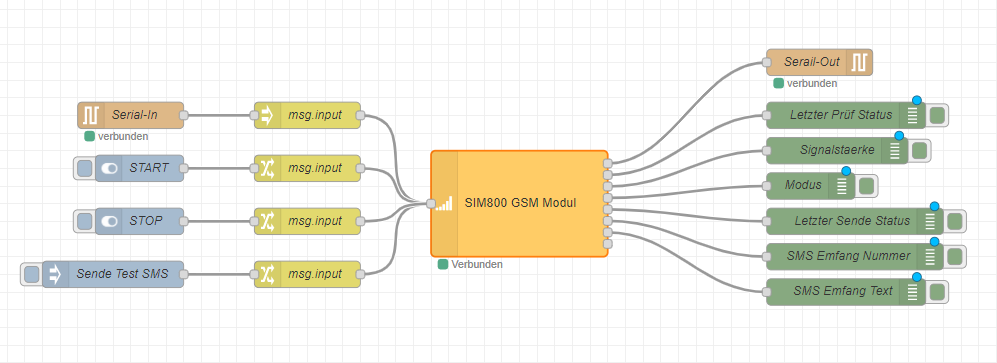 Serial-In
verbunden
msg.input
START
msg.input
STOP
msg.input
Sende Test SMS
msg.input
SIM800 GSM Modul
Verbunden
Serail-Out
verbunden
Letzter Prüf Status
Signalstaerke
Modus
Letzter Sende Status
SMS Emfang Nummer
SMS Emfang Text